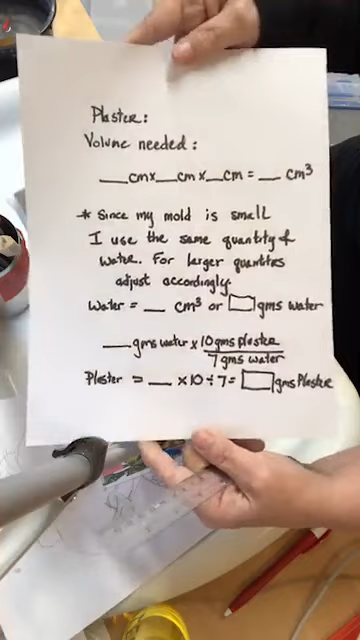 Plaster:
Volume needed:
___cm x ___cm x ___cm = ___ cm³
* Since my mold is small
I use the same quantity of
water. For larger quantities
adjust accordingly.
Water = ___ cm³ or □ gms water
___ gms water x 10 gms plaster
7 gms water
Plaster = ___ x 10 ÷ 7 = □ gms Plaster